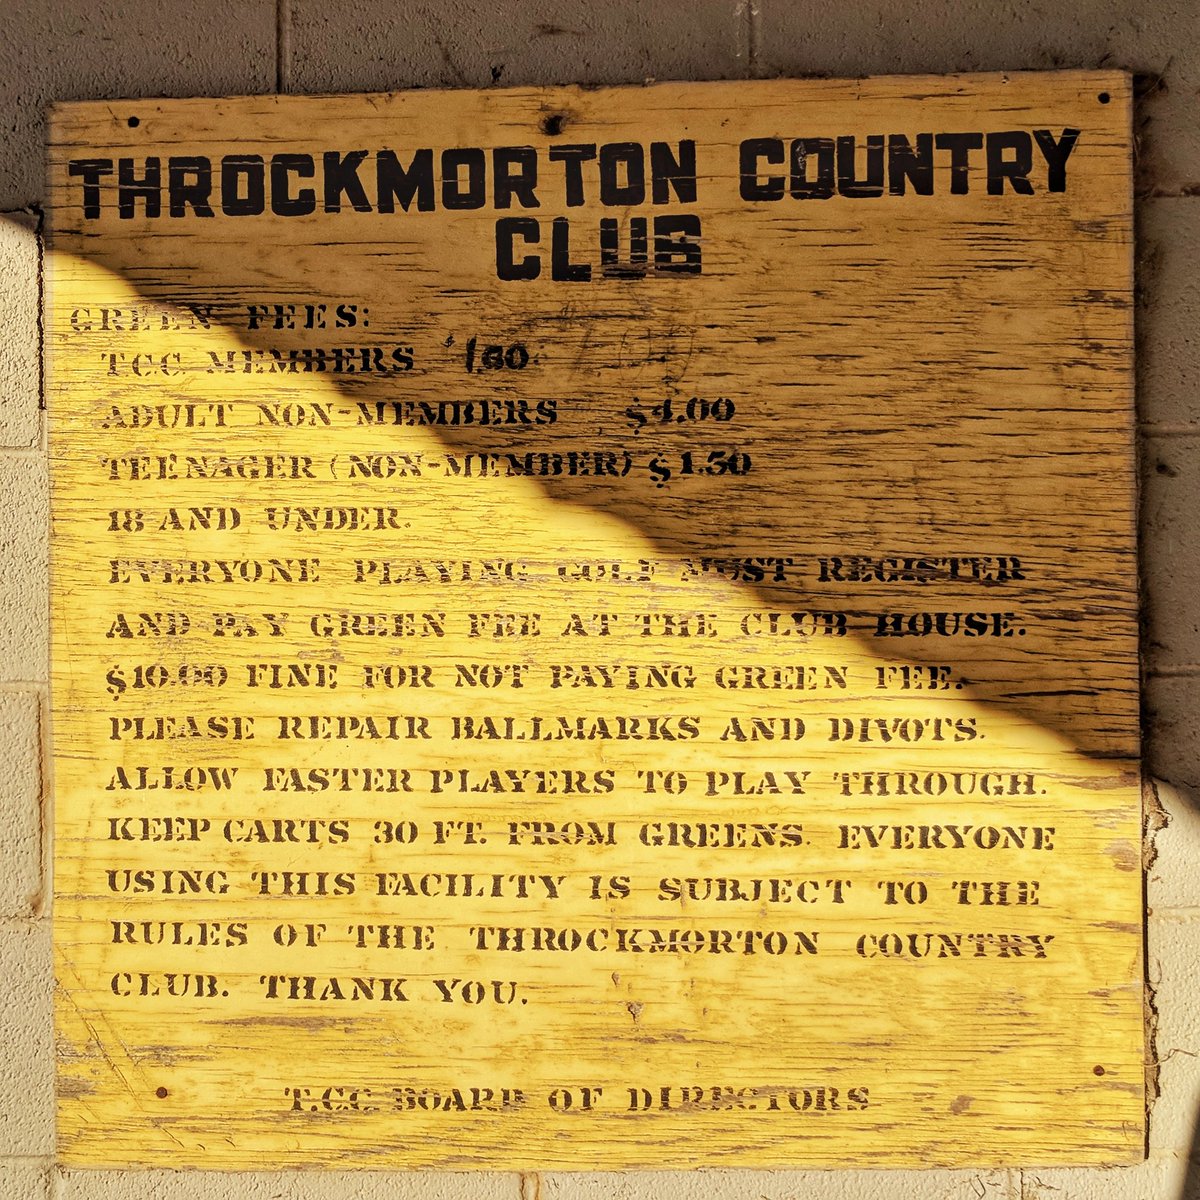 THROCKMORTON COUNTRY
CLUB
GREEN FEES:
T.C.C. MEMBERS $1.60
ADULT NON-MEMBERS $4.00
TEENAGER (NON-MEMBER) $1.50
18 AND UNDER.
EVERYONE PLAYING GOLF MUST REGISTER
AND PAY GREEN FEE AT THE CLUB HOUSE.
$10.00 FINE FOR NOT PAYING GREEN FEE.
PLEASE REPAIR BALLMARKS AND DIVOTS.
ALLOW FASTER PLAYERS TO PLAY THROUGH.
KEEP CARTS 30 FT. FROM GREENS. EVERYONE
USING THIS FACILITY IS SUBJECT TO THE
RULES OF THE THROCKMORTON COUNTRY
CLUB. THANK YOU.
T.C.C. BOARD OF DIRECTORS